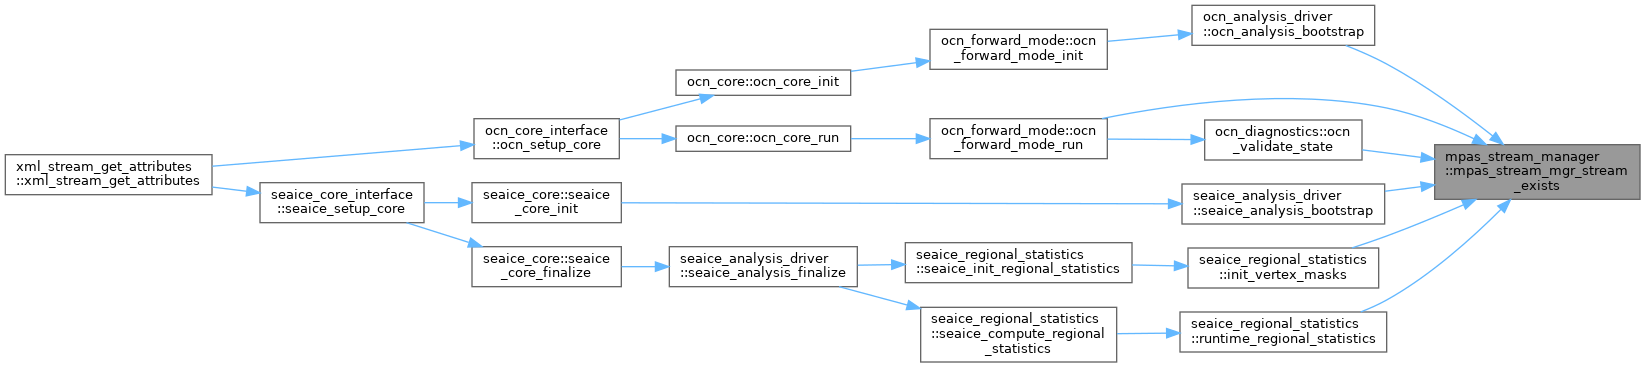 ocn_analysis_driver
::ocn_analysis_bootstrap
ocn_forward_mode::ocn
_forward_mode_init
ocn_core::ocn_core_init
ocn_core_interface
::ocn_setup_core
ocn_core::ocn_core_run
ocn_forward_mode::ocn
_forward_mode_run
ocn_diagnostics::ocn
_validate_state
mpas_stream_manager
::mpas_stream_mgr_stream
_exists
xml_stream_get_attributes
::xml_stream_get_attributes
seaice_core_interface
::seaice_setup_core
seaice_core::seaice
_core_init
seaice_analysis_driver
::seaice_analysis_bootstrap
seaice_core::seaice
_core_finalize
seaice_analysis_driver
::seaice_analysis_finalize
seaice_regional_statistics
::seaice_init_regional_statistics
seaice_regional_statistics
::init_vertex_masks
seaice_regional_statistics
::seaice_compute_regional
_statistics
seaice_regional_statistics
::runtime_regional_statistics